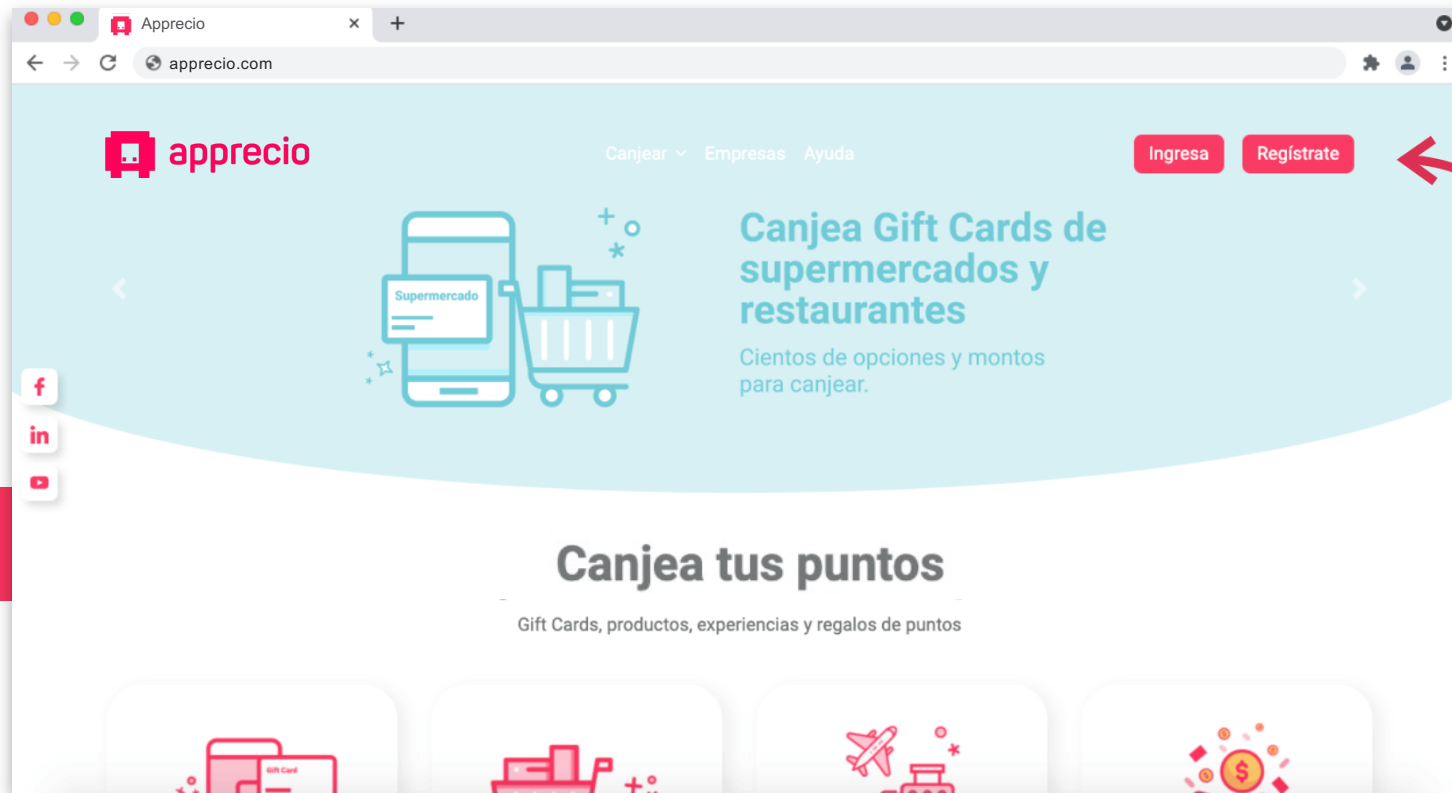 Apprecio
apprecio.com
apprecio
Canjear Empresas Ayuda
Ingresa
Regístrate
Canjea Gift Cards de
supermercados y
restaurantes
Supermercado
Cientos de opciones y montos
para canjear.
Canjea tus puntos
Gift Cards, productos, experiencias y regalos de puntos
Gift Card